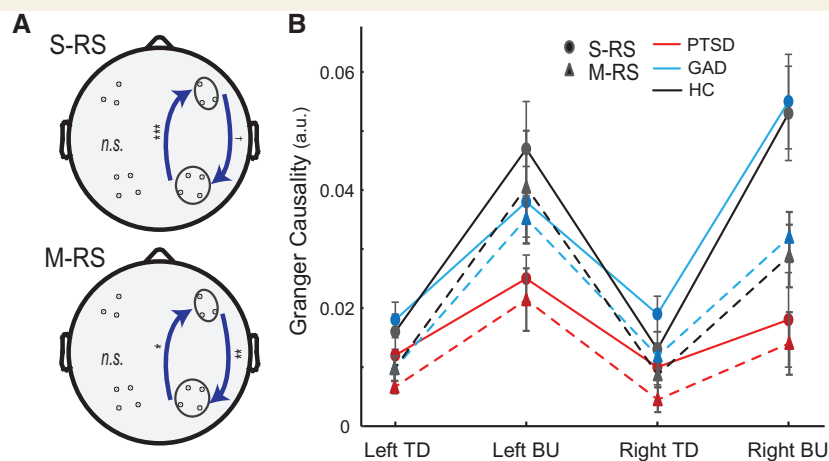 A
S-RS
n.s.
***
†
M-RS
n.s.
*
**
B
S-RS
M-RS
PTSD
GAD
HC
Granger Causality (a.u.)
0.06
0.04
0.02
0
Left TD
Left BU
Right TD
Right BU